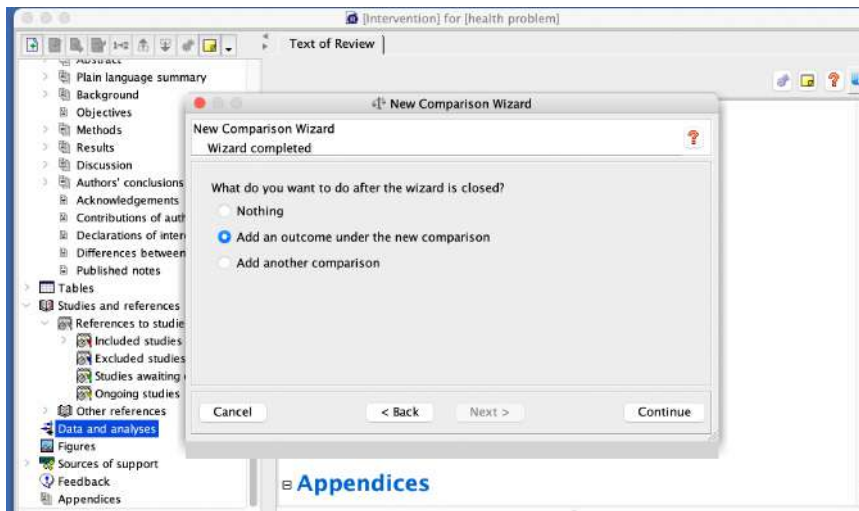 [Intervention] for [health problem]
Text of Review
Abstract
Plain language summary
Background
Objectives
Methods
Results
Discussion
Authors' conclusions
Acknowledgements
Contributions of auth
Declarations of inter
Differences between
Published notes
Tables
Studies and references
References to studie
Included studies
Excluded studies
Studies awaiting
Ongoing studies
Other references
Data and analyses
Figures
Sources of support
Feedback
Appendices
New Comparison Wizard
New Comparison Wizard
Wizard completed
What do you want to do after the wizard is closed?
Nothing
Add an outcome under the new comparison
Add another comparison
Cancel
< Back
Next >
Continue
Appendices